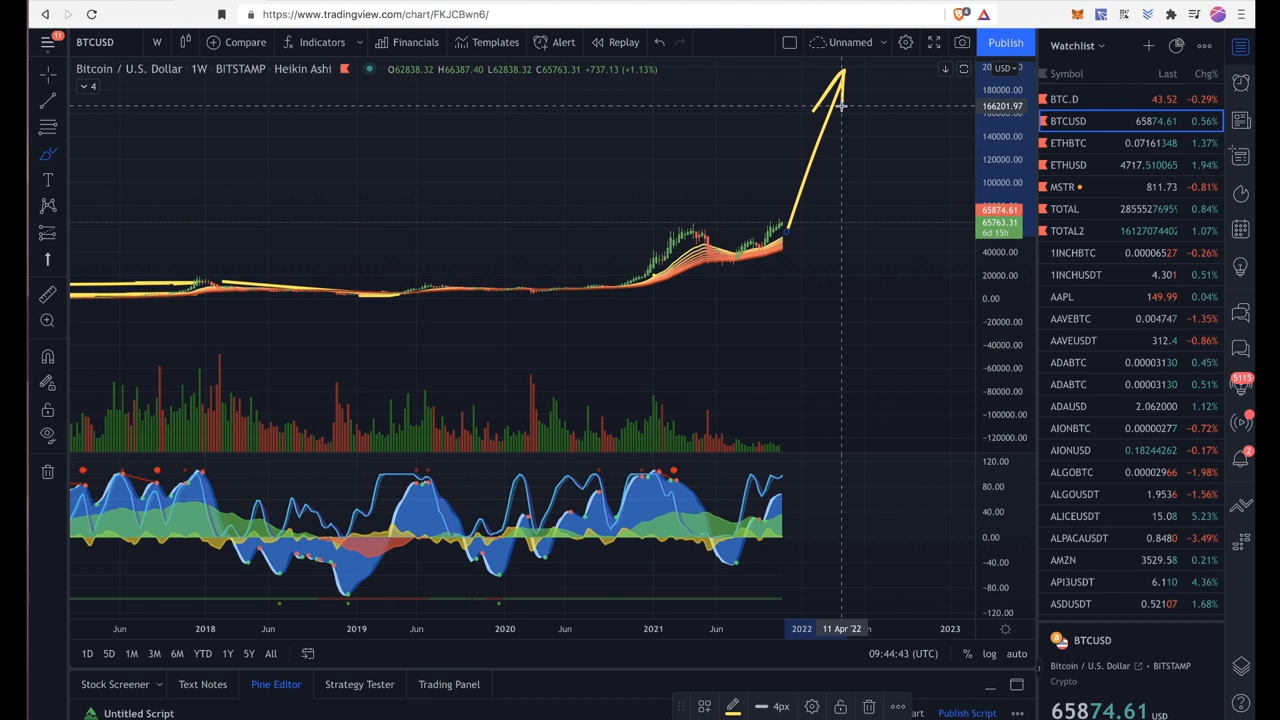 https://www.tradingview.com/chart/FKJCBwn6/
4
11
BTCUSD W Compare Indicators Financials Templates Alert Replay Unnamed Publish
Bitcoin / U.S. Dollar · 1W · BITSTAMP · Heikin Ashi O62838.32 H66387.40 L62838.32 C65763.31 +737.13 (+1.13%)
4
USD
180000.00
166201.97
140000.00
120000.00
100000.00
65874.61
65763.31
6d 15h
40000.00
20000.00
0.00
−20000.00
−40000.00
−60000.00
−80000.00
−100000.00
−120000.00
120.00
80.00
40.00
0.00
−40.00
−80.00
−120.00
Jun 2018 Jun 2019 Jun 2020 Jun 2021 Jun 2022 11 Apr '22 2023
1D 5D 1M 3M 6M YTD 1Y 5Y All 09:44:43 (UTC) % log auto
Stock Screener Text Notes Pine Editor Strategy Tester Trading Panel
Untitled Script 4px Publish Script
Watchlist
Symbol Last Chg%
BTC.D 43.52 −0.29%
BTCUSD 65874.61 0.56%
ETHBTC 0.07161348 1.37%
ETHUSD 4717.510065 1.94%
MSTR 811.73 −0.81%
TOTAL 2855527695 0.84%
TOTAL2 16127077402 1.07%
1INCHBTC 0.00006527 −0.26%
1INCHUSDT 4.301 0.51%
AAPL 149.99 0.04%
AAVEBTC 0.004747 −1.35%
AAVEUSDT 312.4 −0.86%
ADABTC 0.00003130 0.45%
ADABTC 0.00003130 0.51%
ADAUSD 2.062000 1.12%
AIONBTC 0.00000277 −0.72%
AIONUSD 0.18244262 −0.17%
ALGOBTC 0.00002966 −1.98%
ALGOUSDT 1.9536 −1.56%
ALICEUSDT 15.08 5.23%
ALPACAUSDT 0.8480 −3.49%
AMZN 3529.58 0.21%
API3USDT 6.110 4.36%
ASDUSDT 0.52107 1.68%
BTCUSD
Bitcoin / U.S. Dollar · BITSTAMP
Crypto
65874.61 USD
5115
2